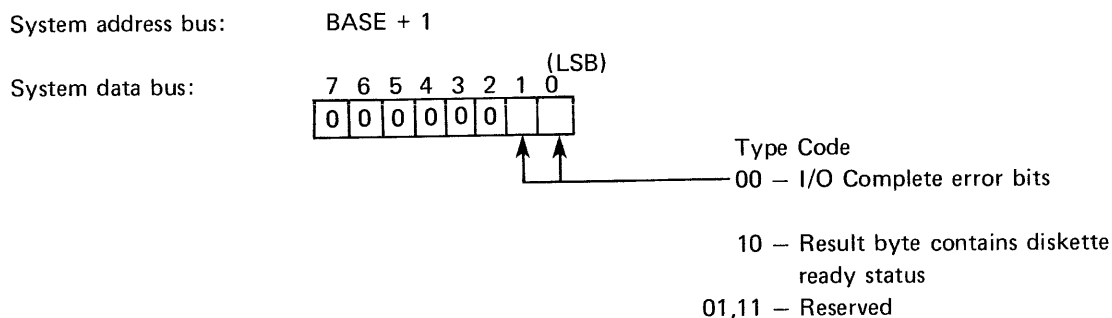 System address bus: BASE + 1
(LSB)
System data bus: 7 6 5 4 3 2 1 0
0 0 0 0 0 0
Type Code
00 — I/O Complete error bits
10 — Result byte contains diskette
ready status
01,11 — Reserved